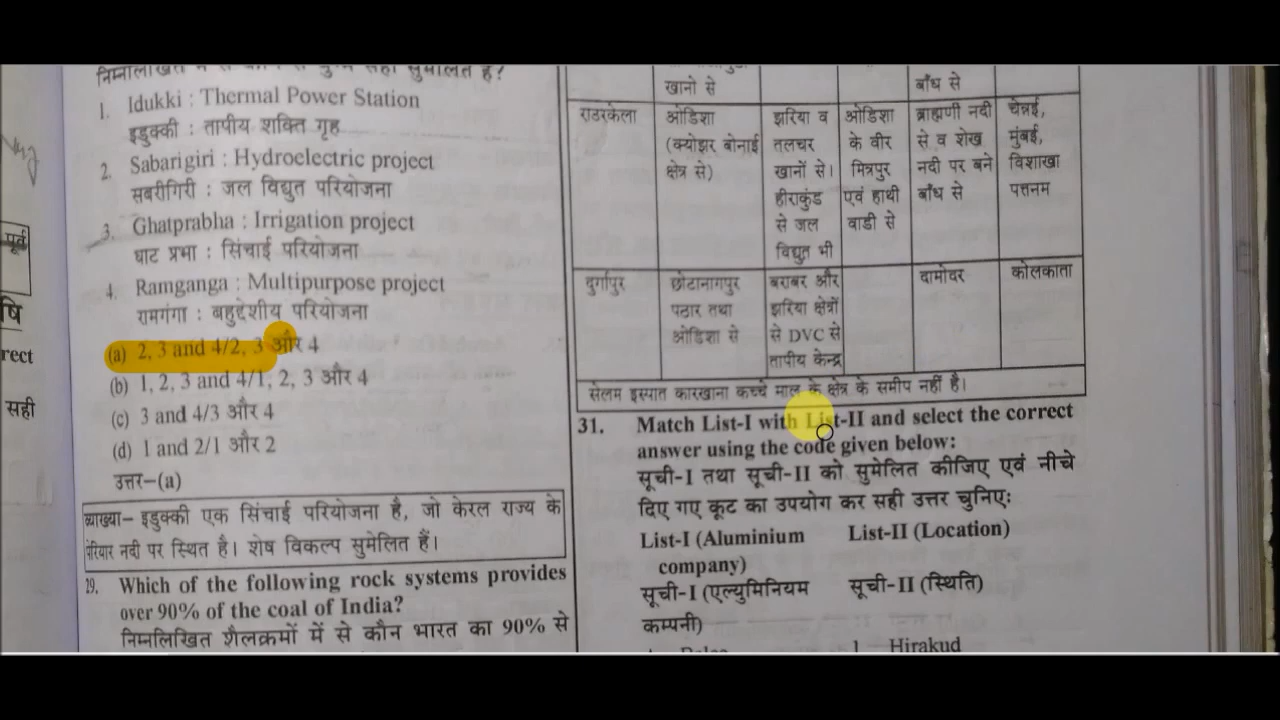 निम्नलिखित में से कौन से युग्म सही सुमेलित है?
1. Idukki : Thermal Power Station
इडुक्की : तापीय शक्ति गृह
2. Sabarigiri : Hydroelectric project
सबरीगिरी : जल विद्युत परियोजना
3. Ghatprabha : Irrigation project
घाट प्रभा : सिंचाई परियोजना
4. Ramganga : Multipurpose project
रामगंगा : बहुद्देशीय परियोजना
(a) 2, 3 and 4/2, 3 और 4
(b) 1, 2, 3 and 4/1, 2, 3 और 4
(c) 3 and 4/3 और 4
(d) 1 and 2/1 और 2
उत्तर–(a)
व्याख्या– इडुक्की एक सिंचाई परियोजना है, जो केरल राज्य के
पेरियार नदी पर स्थित है। शेष विकल्प सुमेलित हैं।
29. Which of the following rock systems provides
over 90% of the coal of India?
निम्नलिखित शैलक्रमों में से कौन भारत का 90% से
पूर्व
षि
rect
सही
खानो से
बाँध से
राउरकेला
ओडिशा
(क्योझर बोनाई
क्षेत्र से)
झरिया व
तलचर
खानों से।
हीराकुंड
से जल
विद्युत भी
ओडिशा
के वीर
मित्रपुर
एवं हाथी
वाडी से
ब्राह्मणी नदी
से व शेख
नदी पर बने
बाँध से
चेन्नई,
मुंबई,
विशाखा
पत्तनम
दुर्गापुर
छोटानागपुर
पठार तथा
ओडिशा से
बराबर और
झरिया क्षेत्रों
से DVC से
तापीय केन्द्र
दामोदर
कोलकाता
सेलम इस्पात कारखाना कच्चे माल के क्षेत्र के समीप नहीं है।
31. Match List-I with List-II and select the correct
answer using the code given below:
सूची-I तथा सूची-II को सुमेलित कीजिए एवं नीचे
दिए गए कूट का उपयोग कर सही उत्तर चुनिएः
List-I (Aluminium List-II (Location)
company)
सूची-I (एल्युमिनियम सूची-II (स्थिति)
कम्पनी)
1. Hirakud